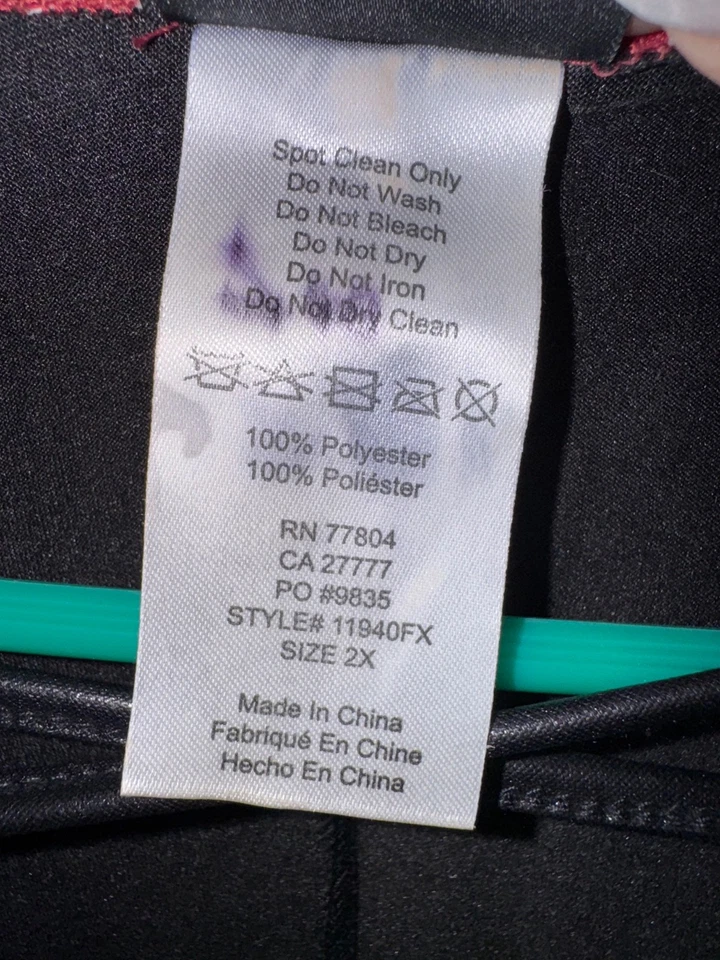 Spot Clean Only
Do Not Wash
Do Not Bleach
Do Not Dry
Do Not Iron
Do Not Dry Clean
100% Polyester
100% Poliéster
RN 77804
CA 27777
PO #9835
STYLE# 11940FX
SIZE 2X
Made In China
Fabriqué En Chine
Hecho En China